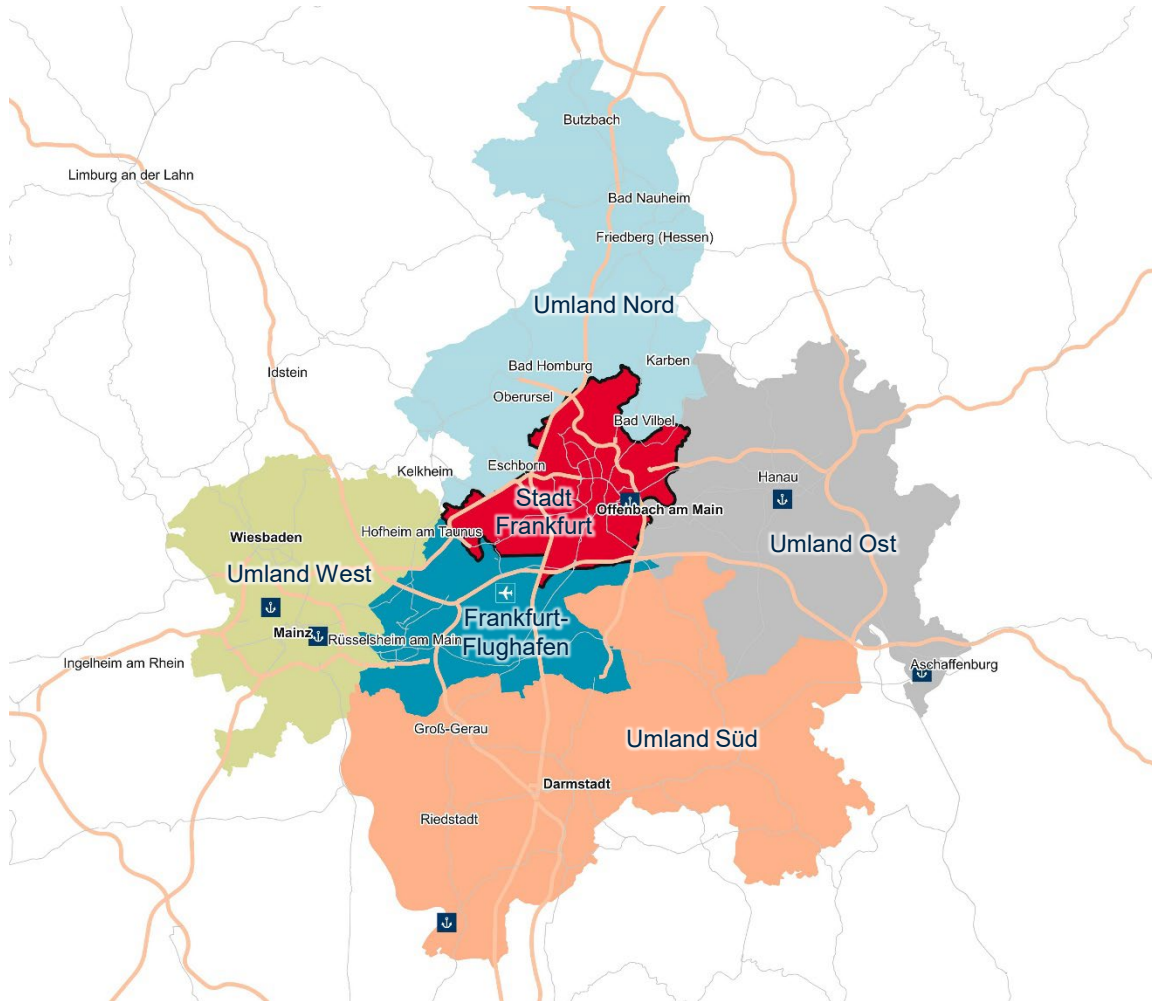 Butzbach
Limburg an der Lahn
Bad Nauheim
Friedberg (Hessen)
Umland Nord
Karben
Bad Homburg
Idstein
Oberursel
Bad Vilbel
Eschborn
Kelkheim
Hanau
Stadt
Frankfurt
Offenbach am Main
Hofheim am Taunus
Wiesbaden
Umland Ost
Umland West
Frankfurt-
Flughafen
Mainz
Rüsselsheim am Main
Ingelheim am Rhein
Aschaffenburg
Groß-Gerau
Umland Süd
Darmstadt
Riedstadt